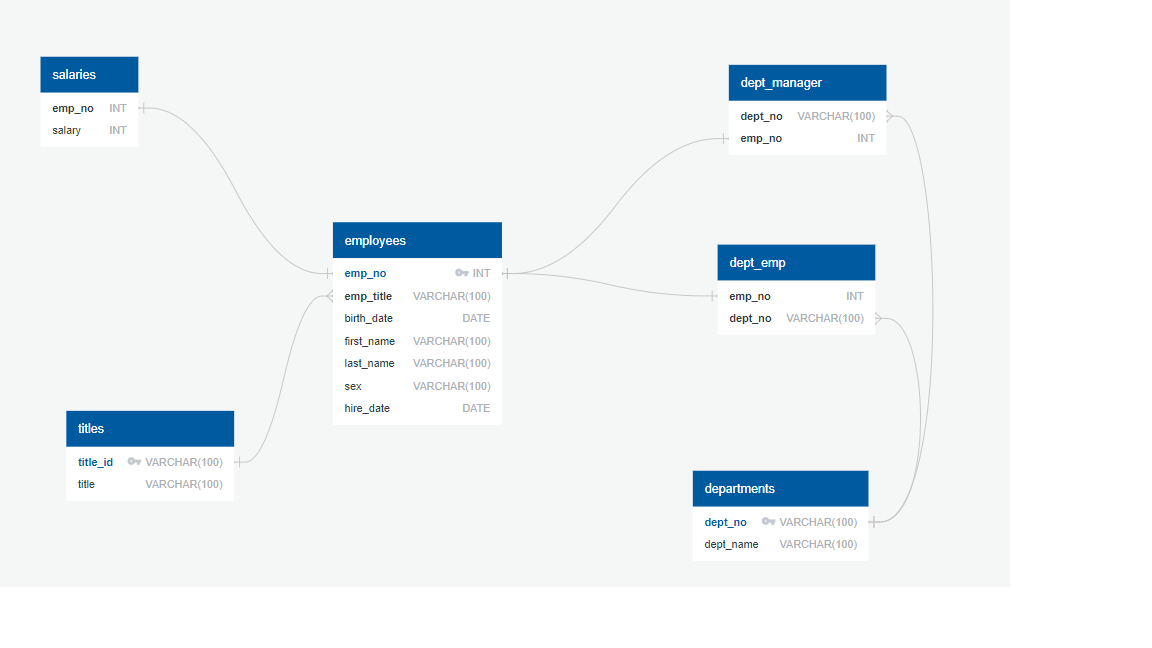 salaries
emp_no INT
salary INT
dept_manager
dept_no VARCHAR(100)
emp_no INT
employees
emp_no INT
emp_title VARCHAR(100)
birth_date DATE
first_name VARCHAR(100)
last_name VARCHAR(100)
sex VARCHAR(100)
hire_date DATE
dept_emp
emp_no INT
dept_no VARCHAR(100)
titles
title_id VARCHAR(100)
title VARCHAR(100)
departments
dept_no VARCHAR(100)
dept_name VARCHAR(100)